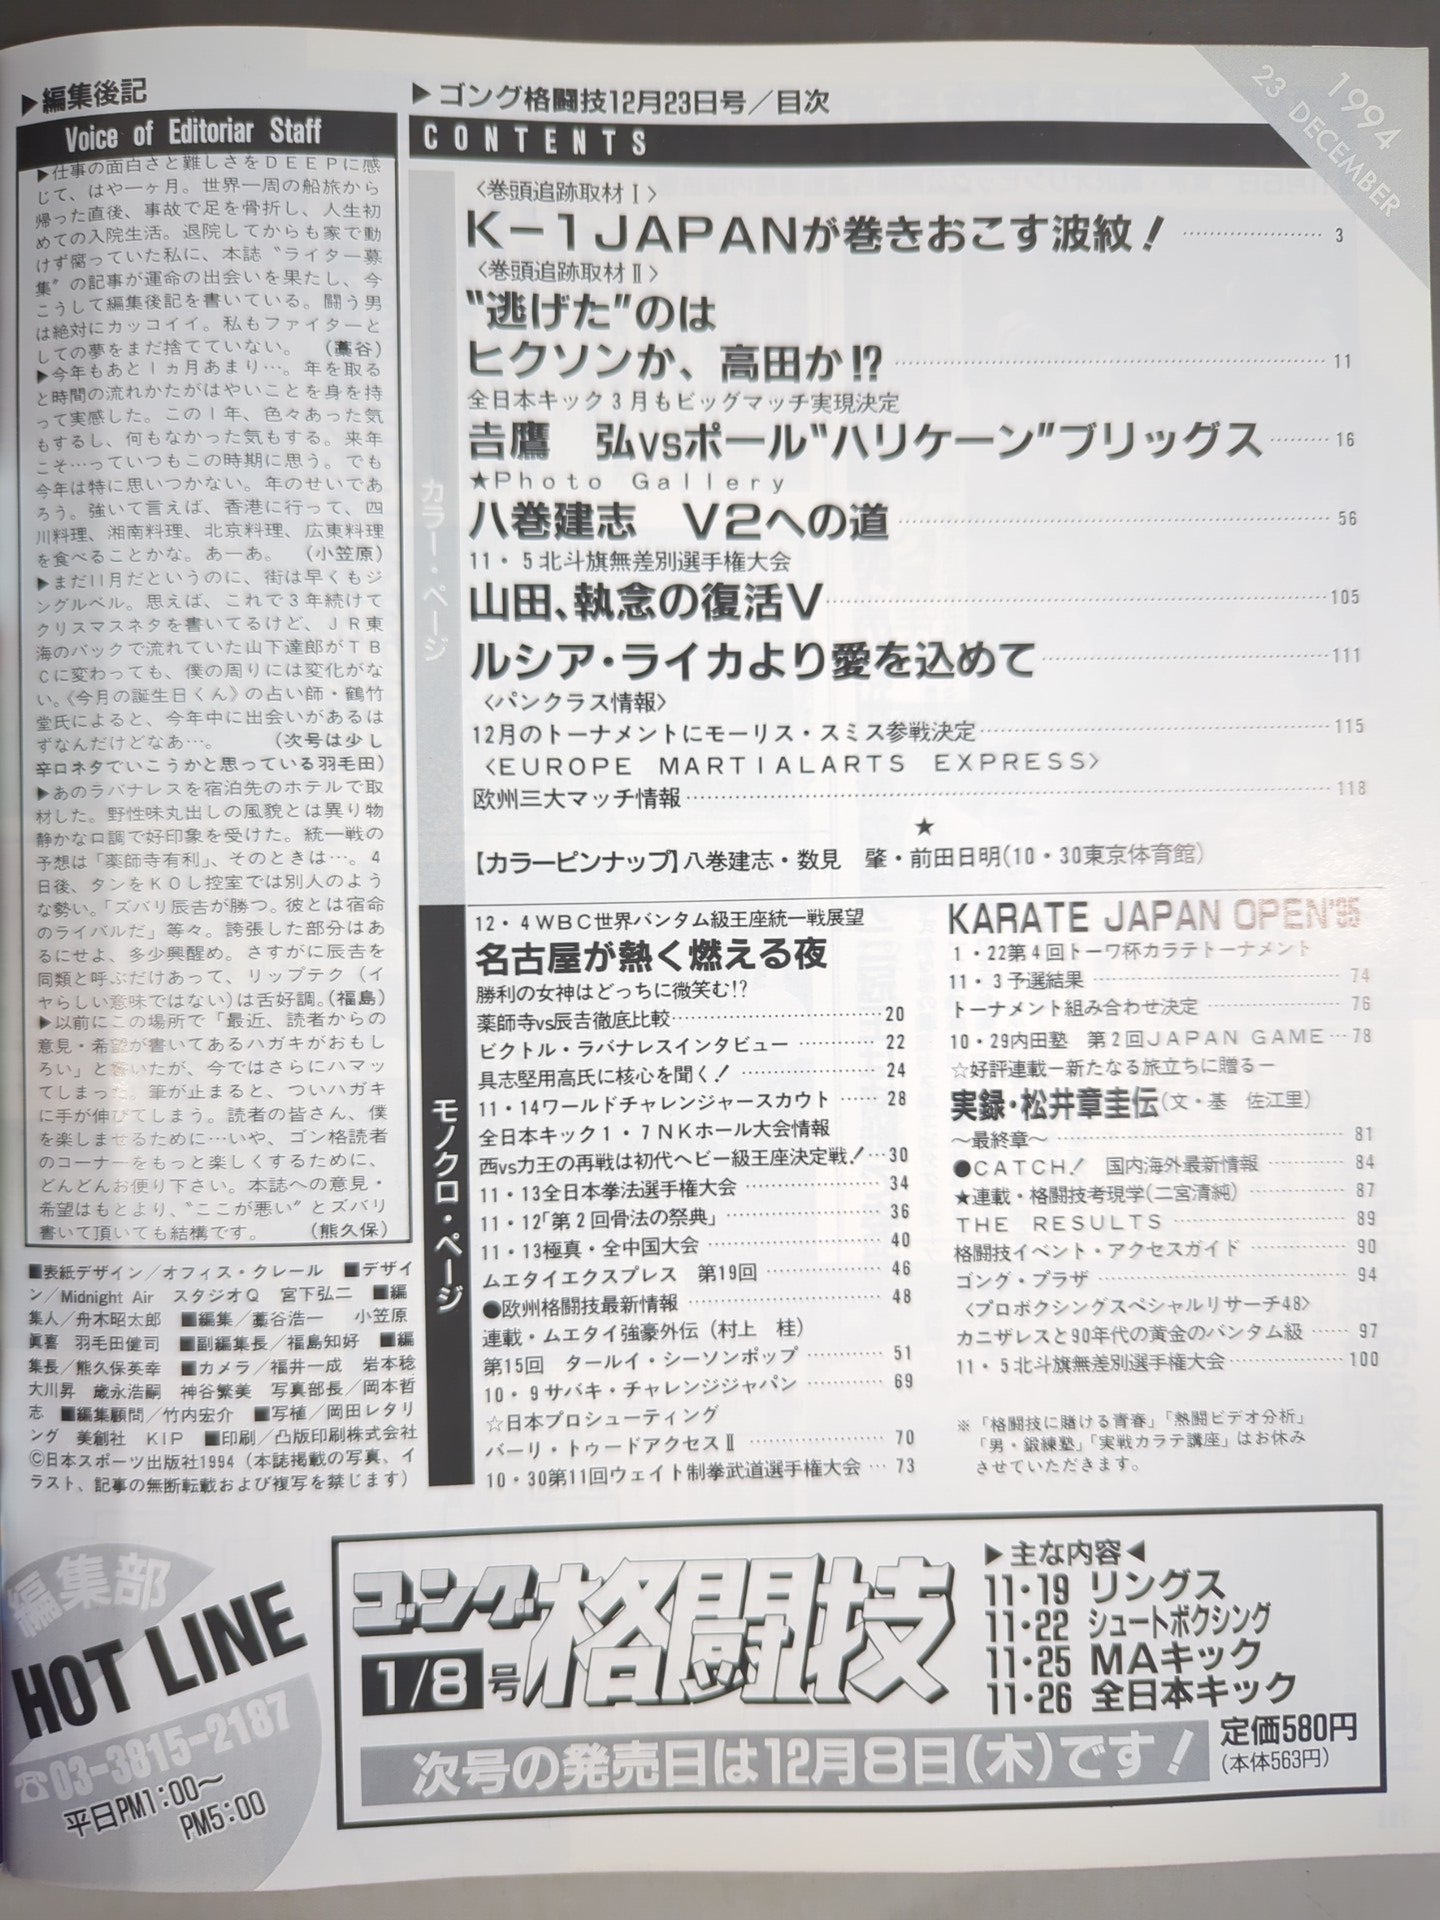 ▶編集後記
Voice of Editoriar Staff
▶仕事の面白さと難しさをDEEPに感
じて、はや一ヶ月。世界一周の船旅から
帰った直後、事故で足を骨折し、人生初
めての入院生活。退院してからも家で動
けず腐っていた私に、本誌〝ライター募
集〟の記事が運命の出会いを果たし、今
こうして編集後記を書いている。闘う男
は絶対にカッコイイ。私もファイターと
しての夢をまだ捨てていない。 (藁谷)
▶今年もあと1ヵ月あまり…。年を取る
と時間の流れかたがはやいことを身を持
って実感した。この1年、色々あった気
もするし、何もなかった気もする。来年
こそ…っていつもこの時期に思う。でも
今年は特に思いつかない。年のせいであ
ろう。強いて言えば、香港に行って、四
川料理、湘南料理、北京料理、広東料理
を食べることかな。あーあ。 (小笠原)
▶まだ11月だというのに、街は早くもジ
ングルベル。思えば、これで3年続けて
クリスマスネタを書いてるけど、JR東
海のバックで流れていた山下達郎がTB
Cに変わっても、僕の周りには変化がな
い。《今月の誕生日くん》の占い師・鶴竹
堂氏によると、今年中に出会いがあるは
ずなんだけどなあ…。 (次号は少し
辛口ネタでいこうかと思っている羽毛田)
▶あのラバナレスを宿泊先のホテルで取
材した。野性味丸出しの風貌とは異り物
静かな口調で好印象を受けた。統一戦の
予想は「薬師寺有利」、そのときは…。4
日後、タンをKOし控室では別人のよう
な勢い。「ズバリ辰吉が勝つ。彼とは宿命
のライバルだ」等々。誇張した部分はあ
るにせよ、多少興醒め。さすがに辰吉を
同類と呼ぶだけあって、リップテク(イ
ヤらしい意味ではない)は舌好調。(福島)
▶以前にこの場所で「最近、読者からの
意見・希望が書いてあるハガキがおもし
ろい」と書いたが、今ではさらにハマッ
てしまった。筆が止まると、ついハガキ
に手が伸びてしまう。読者の皆さん、僕
を楽しませるために…いや、ゴン格読者
のコーナーをもっと楽しくするために、
どんどんお便り下さい。本誌への意見・
希望はもとより、〝ここが悪い〟とズバリ
書いて頂いても結構です。 (熊久保)
■表紙デザイン/オフィス・クレール ■デザイ
ン/Midnight Air スタジオQ 宮下弘二 ■編
集人/舟木昭太郎 ■編集/藁谷浩一 小笠原
眞喜 羽毛田健司 ■副編集長/福島知好 ■編
集長/熊久保英幸 ■カメラ/福井一成 岩本稔
大川昇 歳永浩嗣 神谷繁美 写真部長/岡本哲
志 ■編集顧問/竹内宏介 ■写植/岡田レタリ
ング 美創社 KIP ■印刷/凸版印刷株式会社
©日本スポーツ出版社1994(本誌掲載の写真、イ
ラスト、記事の無断転載および複写を禁じます)
編集部
HOT LINE
☎03-3815-2187
平日PM1:00〜
PM5:00
▶ゴング格闘技12月23日号/目次
CONTENTS
1994
23 DECEMBER
カラー・ページ
〈巻頭追跡取材Ⅰ〉
K-1JAPANが巻きおこす波紋! 3
〈巻頭追跡取材Ⅱ〉
“逃げた”のは
ヒクソンか、高田か!? 11
全日本キック3月もビッグマッチ実現決定
吉鷹 弘vsポール“ハリケーン”ブリッグス 16
★Photo Gallery
八巻建志 V2への道 56
11・5北斗旗無差別選手権大会
山田、執念の復活V 105
ルシア・ライカより愛を込めて 111
〈パンクラス情報〉
12月のトーナメントにモーリス・スミス参戦決定 115
〈EUROPE MARTIALARTS EXPRESS〉
欧州三大マッチ情報 118
★
【カラーピンナップ】八巻建志・数見 肇・前田日明(10・30東京体育館)
モノクロ・ページ
12・4WBC世界バンタム級王座統一戦展望
名古屋が熱く燃える夜
勝利の女神はどっちに微笑む!?
薬師寺vs辰吉徹底比較 20
ビクトル・ラバナレスインタビュー 22
具志堅用高氏に核心を聞く! 24
11・14ワールドチャレンジャースカウト 28
全日本キック1・7NKホール大会情報
西vs力王の再戦は初代ヘビー級王座決定戦! 30
11・13全日本拳法選手権大会 34
11・12「第2回骨法の祭典」 36
11・13極真・全中国大会 40
ムエタイエクスプレス 第19回 46
●欧州格闘技最新情報 48
連載・ムエタイ強豪外伝(村上 桂)
第15回 タールイ・シーソンポップ 51
10・9サバキ・チャレンジジャパン 69
☆日本プロシューティング
バーリ・トゥードアクセスⅡ 70
10・30第11回ウェイト制拳武道選手権大会 73
KARATE JAPAN OPEN'95
1・22第4回トーワ杯カラテトーナメント
11・3予選結果 74
トーナメント組み合わせ決定 76
10・29内田塾 第2回JAPAN GAME 78
☆好評連載ー新たなる旅立ちに贈るー
実録・松井章圭伝(文・基 佐江里)
〜最終章〜 81
●CATCH! 国内海外最新情報 84
★連載・格闘技考現学(二宮清純) 87
THE RESULTS 89
格闘技イベント・アクセスガイド 90
ゴング・プラザ 94
〈プロボクシングスペシャルリサーチ48〉
カニザレスと90年代の黄金のバンタム級 97
11・5北斗旗無差別選手権大会 100
※「格闘技に賭ける青春」「熱闘ビデオ分析」
「男・鍛練塾」「実戦カラテ講座」はお休み
させていただきます。
ゴング格闘技
1/8号
▶主な内容◀
11・19 リングス
11・22 シュートボクシング
11・25 MAキック
11・26 全日本キック
次号の発売日は12月8日(木)です!
定価580円
(本体563円)